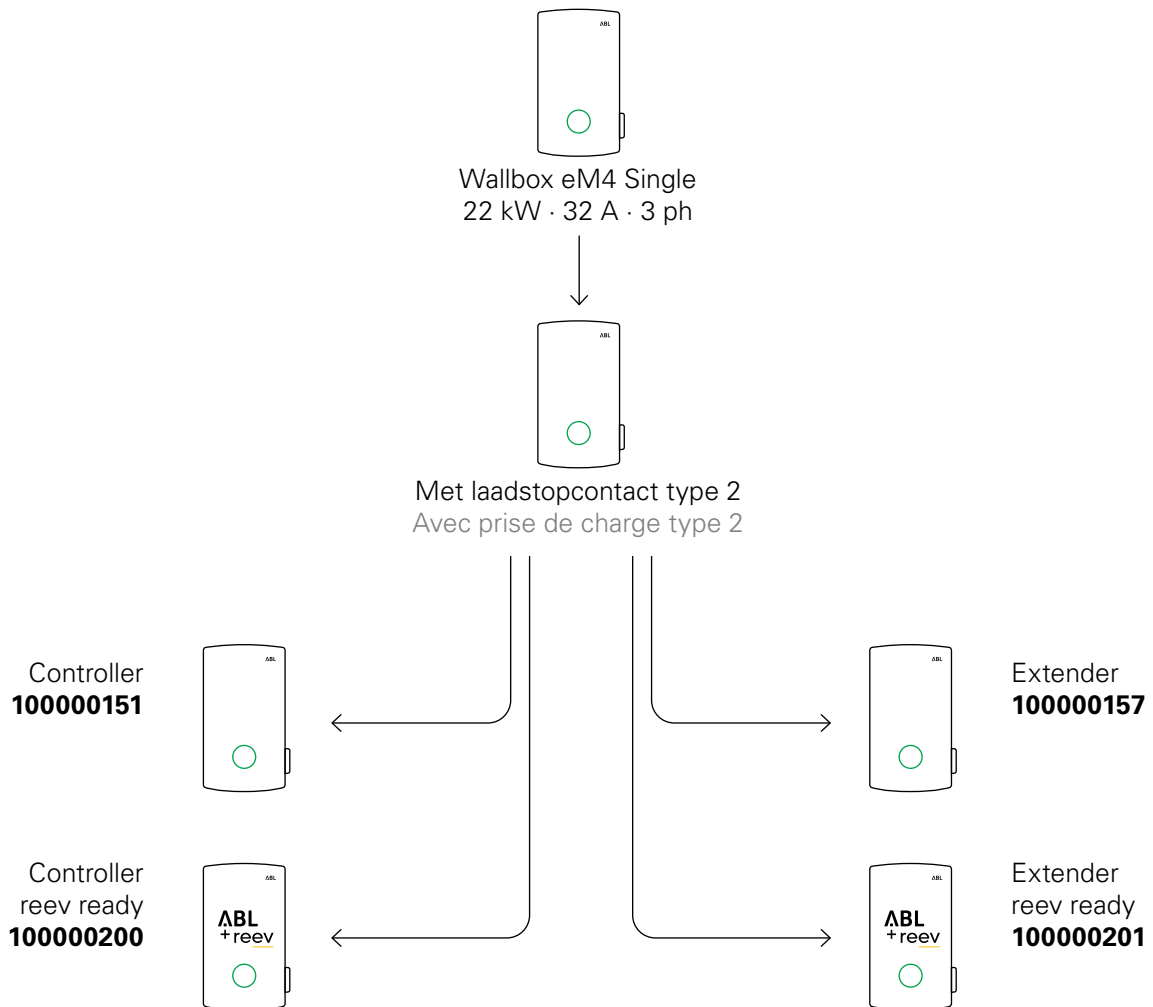 ABL
Wallbox eM4 Single
22 kW · 32 A · 3 ph
ABL
Met laadstopcontact type 2
Avec prise de charge type 2
Controller
100000151
ABL
ABL
Extender
100000157
Controller
reev ready
100000200
ABL
ABL
+reev
ABL
ABL
+reev
Extender
reev ready
100000201